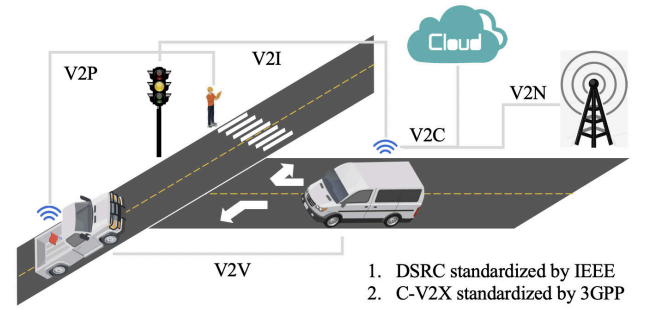 Cloud
V2P
V2I
V2C
V2N
V2V
1. DSRC standardized by IEEE
2. C-V2X standardized by 3GPP